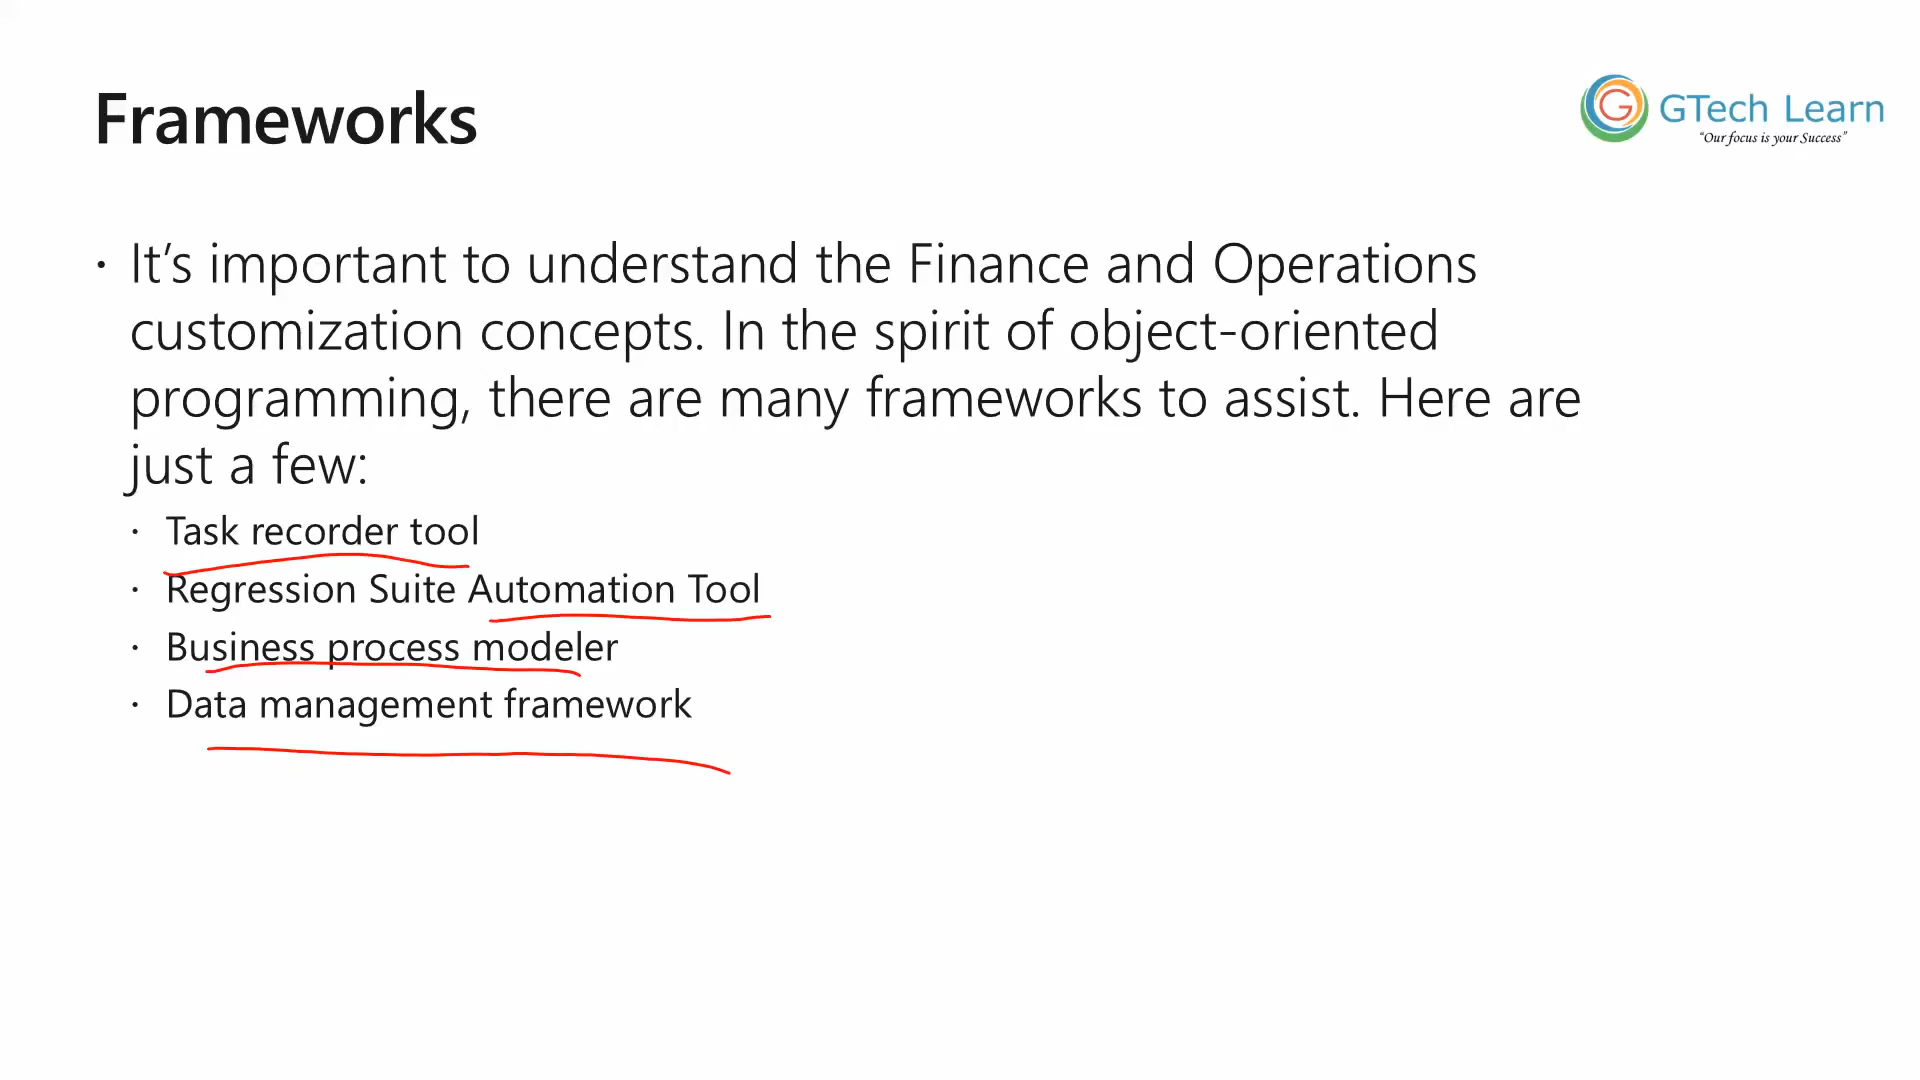 Frameworks
GTech Learn
“Our focus is your Success”
· It’s important to understand the Finance and Operations
customization concepts. In the spirit of object-oriented
programming, there are many frameworks to assist. Here are
just a few:
· Task recorder tool
· Regression Suite Automation Tool
· Business process modeler
· Data management framework